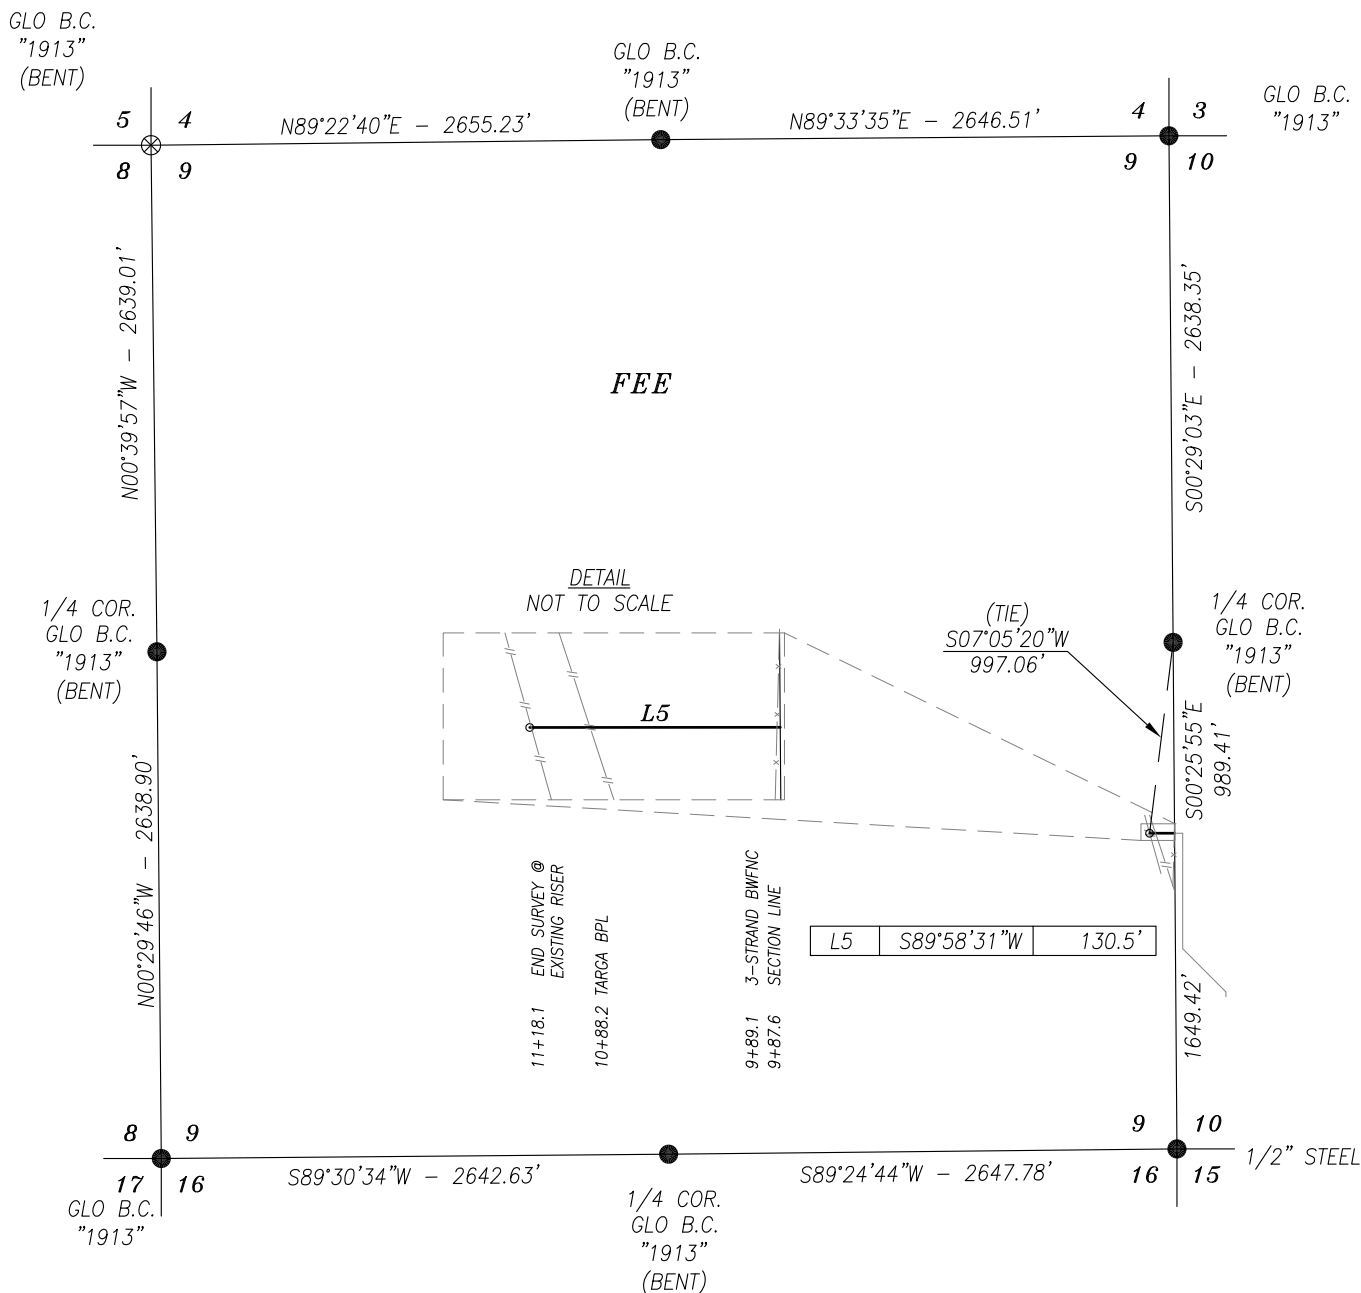 GLO B.C.
"1913"
(BENT)
GLO B.C.
"1913"
(BENT)
GLO B.C.
"1913"
5 4
8 9
N89°22'40"E - 2655.23'
N89°33'35"E - 2646.51'
4 3
9 10
N00°39'57"W - 2639.01'
S00°29'03"E - 2638.35'
FEE
DETAIL
NOT TO SCALE
L5
(TIE)
S07°05'20"W
997.06'
1/4 COR.
GLO B.C.
"1913"
(BENT)
1/4 COR.
GLO B.C.
"1913"
(BENT)
S00°25'55"E
989.41'
N00°29'46"W - 2638.90'
11+18.1 END SURVEY @
EXISTING RISER
10+88.2 TARGA BPL
9+89.1 3-STRAND BWFNC
9+87.6 SECTION LINE
L5 S89°58'31"W 130.5'
1649.42'
8 9
17 16
GLO B.C.
"1913"
S89°30'34"W - 2642.63'
1/4 COR.
GLO B.C.
"1913"
(BENT)
S89°24'44"W - 2647.78'
9 10
16 15
1/2" STEEL